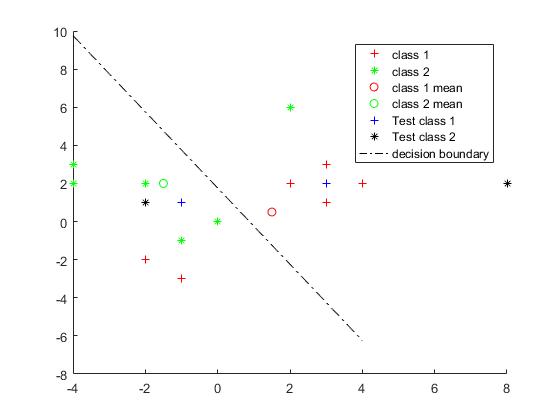 10
8
6
4
2
0
-2
-4
-6
-8
-4
-2
0
2
4
6
8
class 1
class 2
class 1 mean
class 2 mean
Test class 1
Test class 2
decision boundary